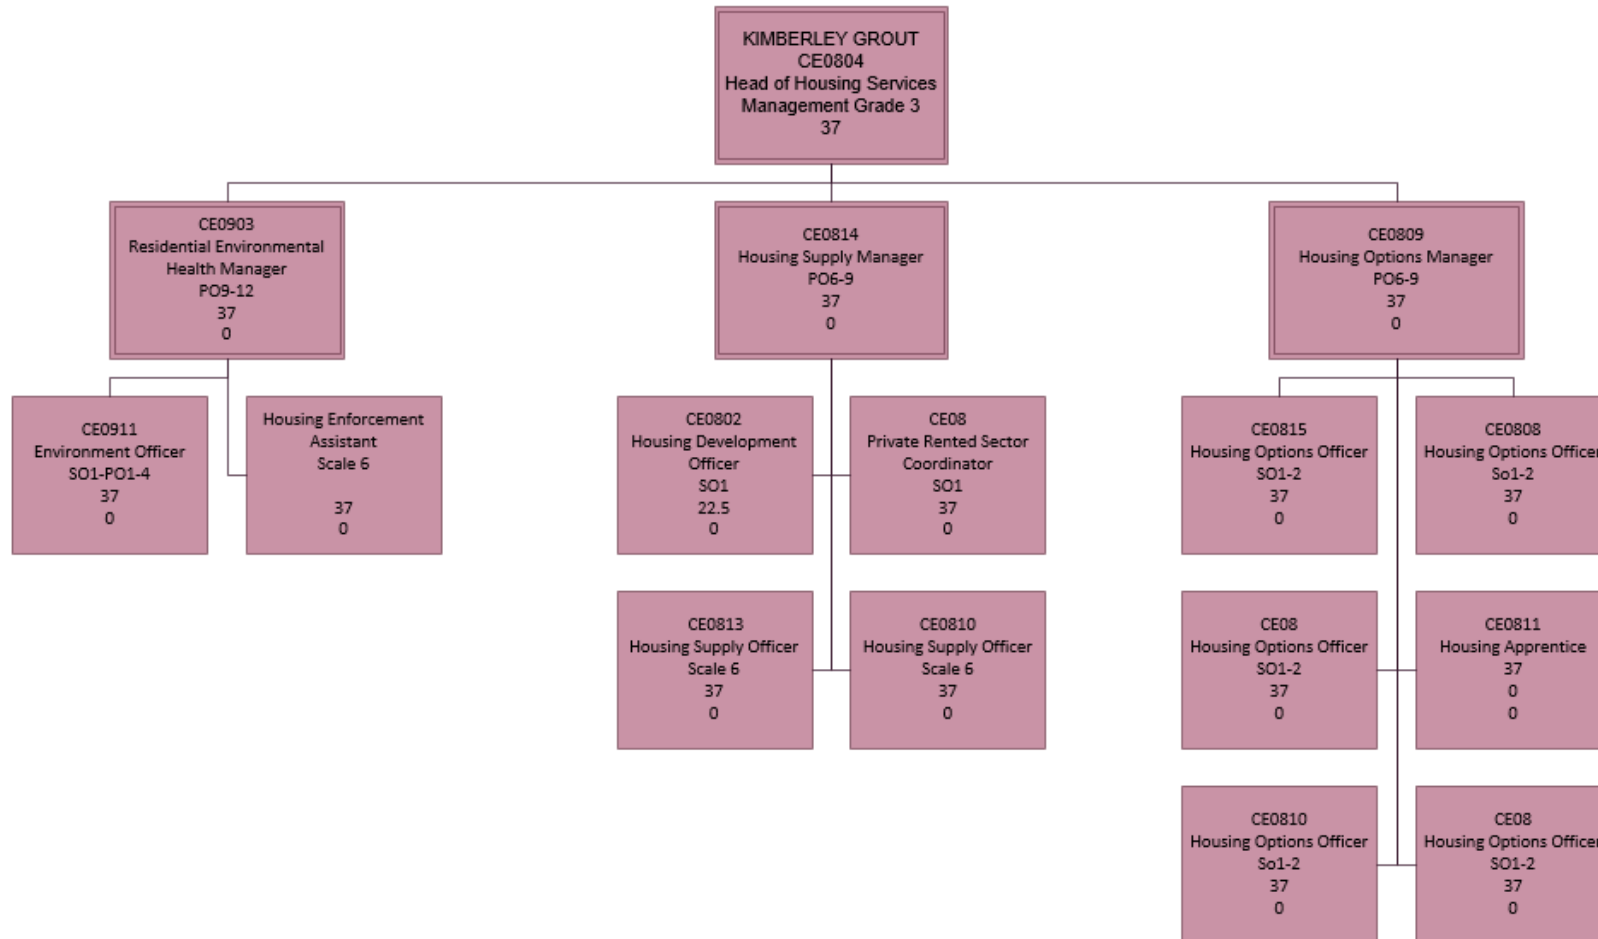 KIMBERLEY GROUT
CE0804
Head of Housing Services
Management Grade 3
37
CE0903
Residential Environmental
Health Manager
PO9-12
37
0
CE0814
Housing Supply Manager
PO6-9
37
0
CE0809
Housing Options Manager
PO6-9
37
0
CE0911
Environment Officer
SO1-PO1-4
37
0
Housing Enforcement
Assistant
Scale 6
37
0
CE0802
Housing Development
Officer
SO1
22.5
0
CE08
Private Rented Sector
Coordinator
SO1
37
0
CE0815
Housing Options Officer
SO1-2
37
0
CE0808
Housing Options Officer
So1-2
37
0
CE0813
Housing Supply Officer
Scale 6
37
0
CE0810
Housing Supply Officer
Scale 6
37
0
CE08
Housing Options Officer
SO1-2
37
0
CE0811
Housing Apprentice
37
0
0
CE0810
Housing Options Officer
So1-2
37
0
CE08
Housing Options Officer
SO1-2
37
0